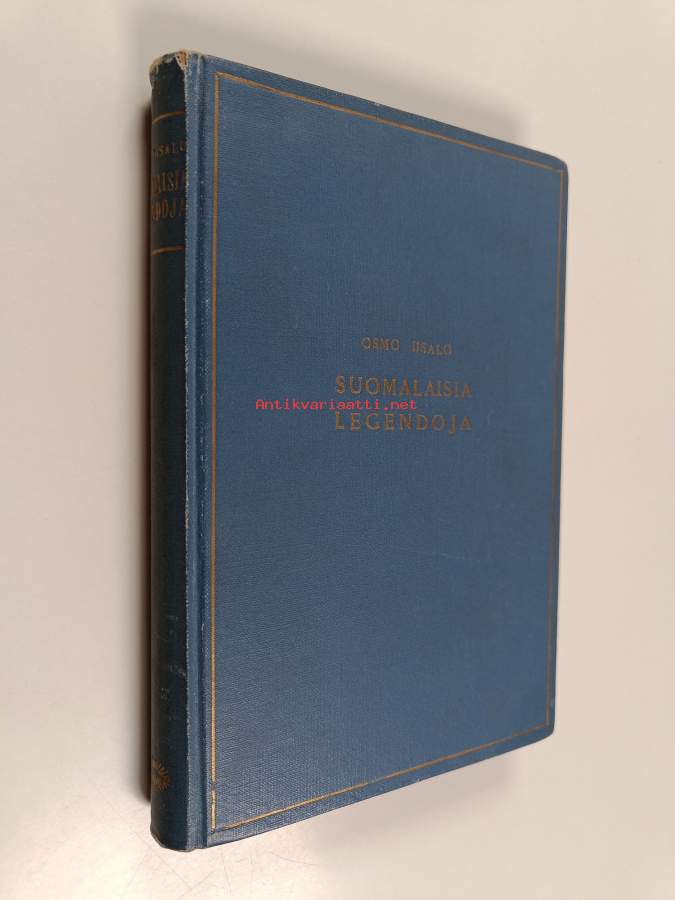 OSMO IISALO
SUOMALAISIA
Antikvariaatti.net
LEGENDOJA